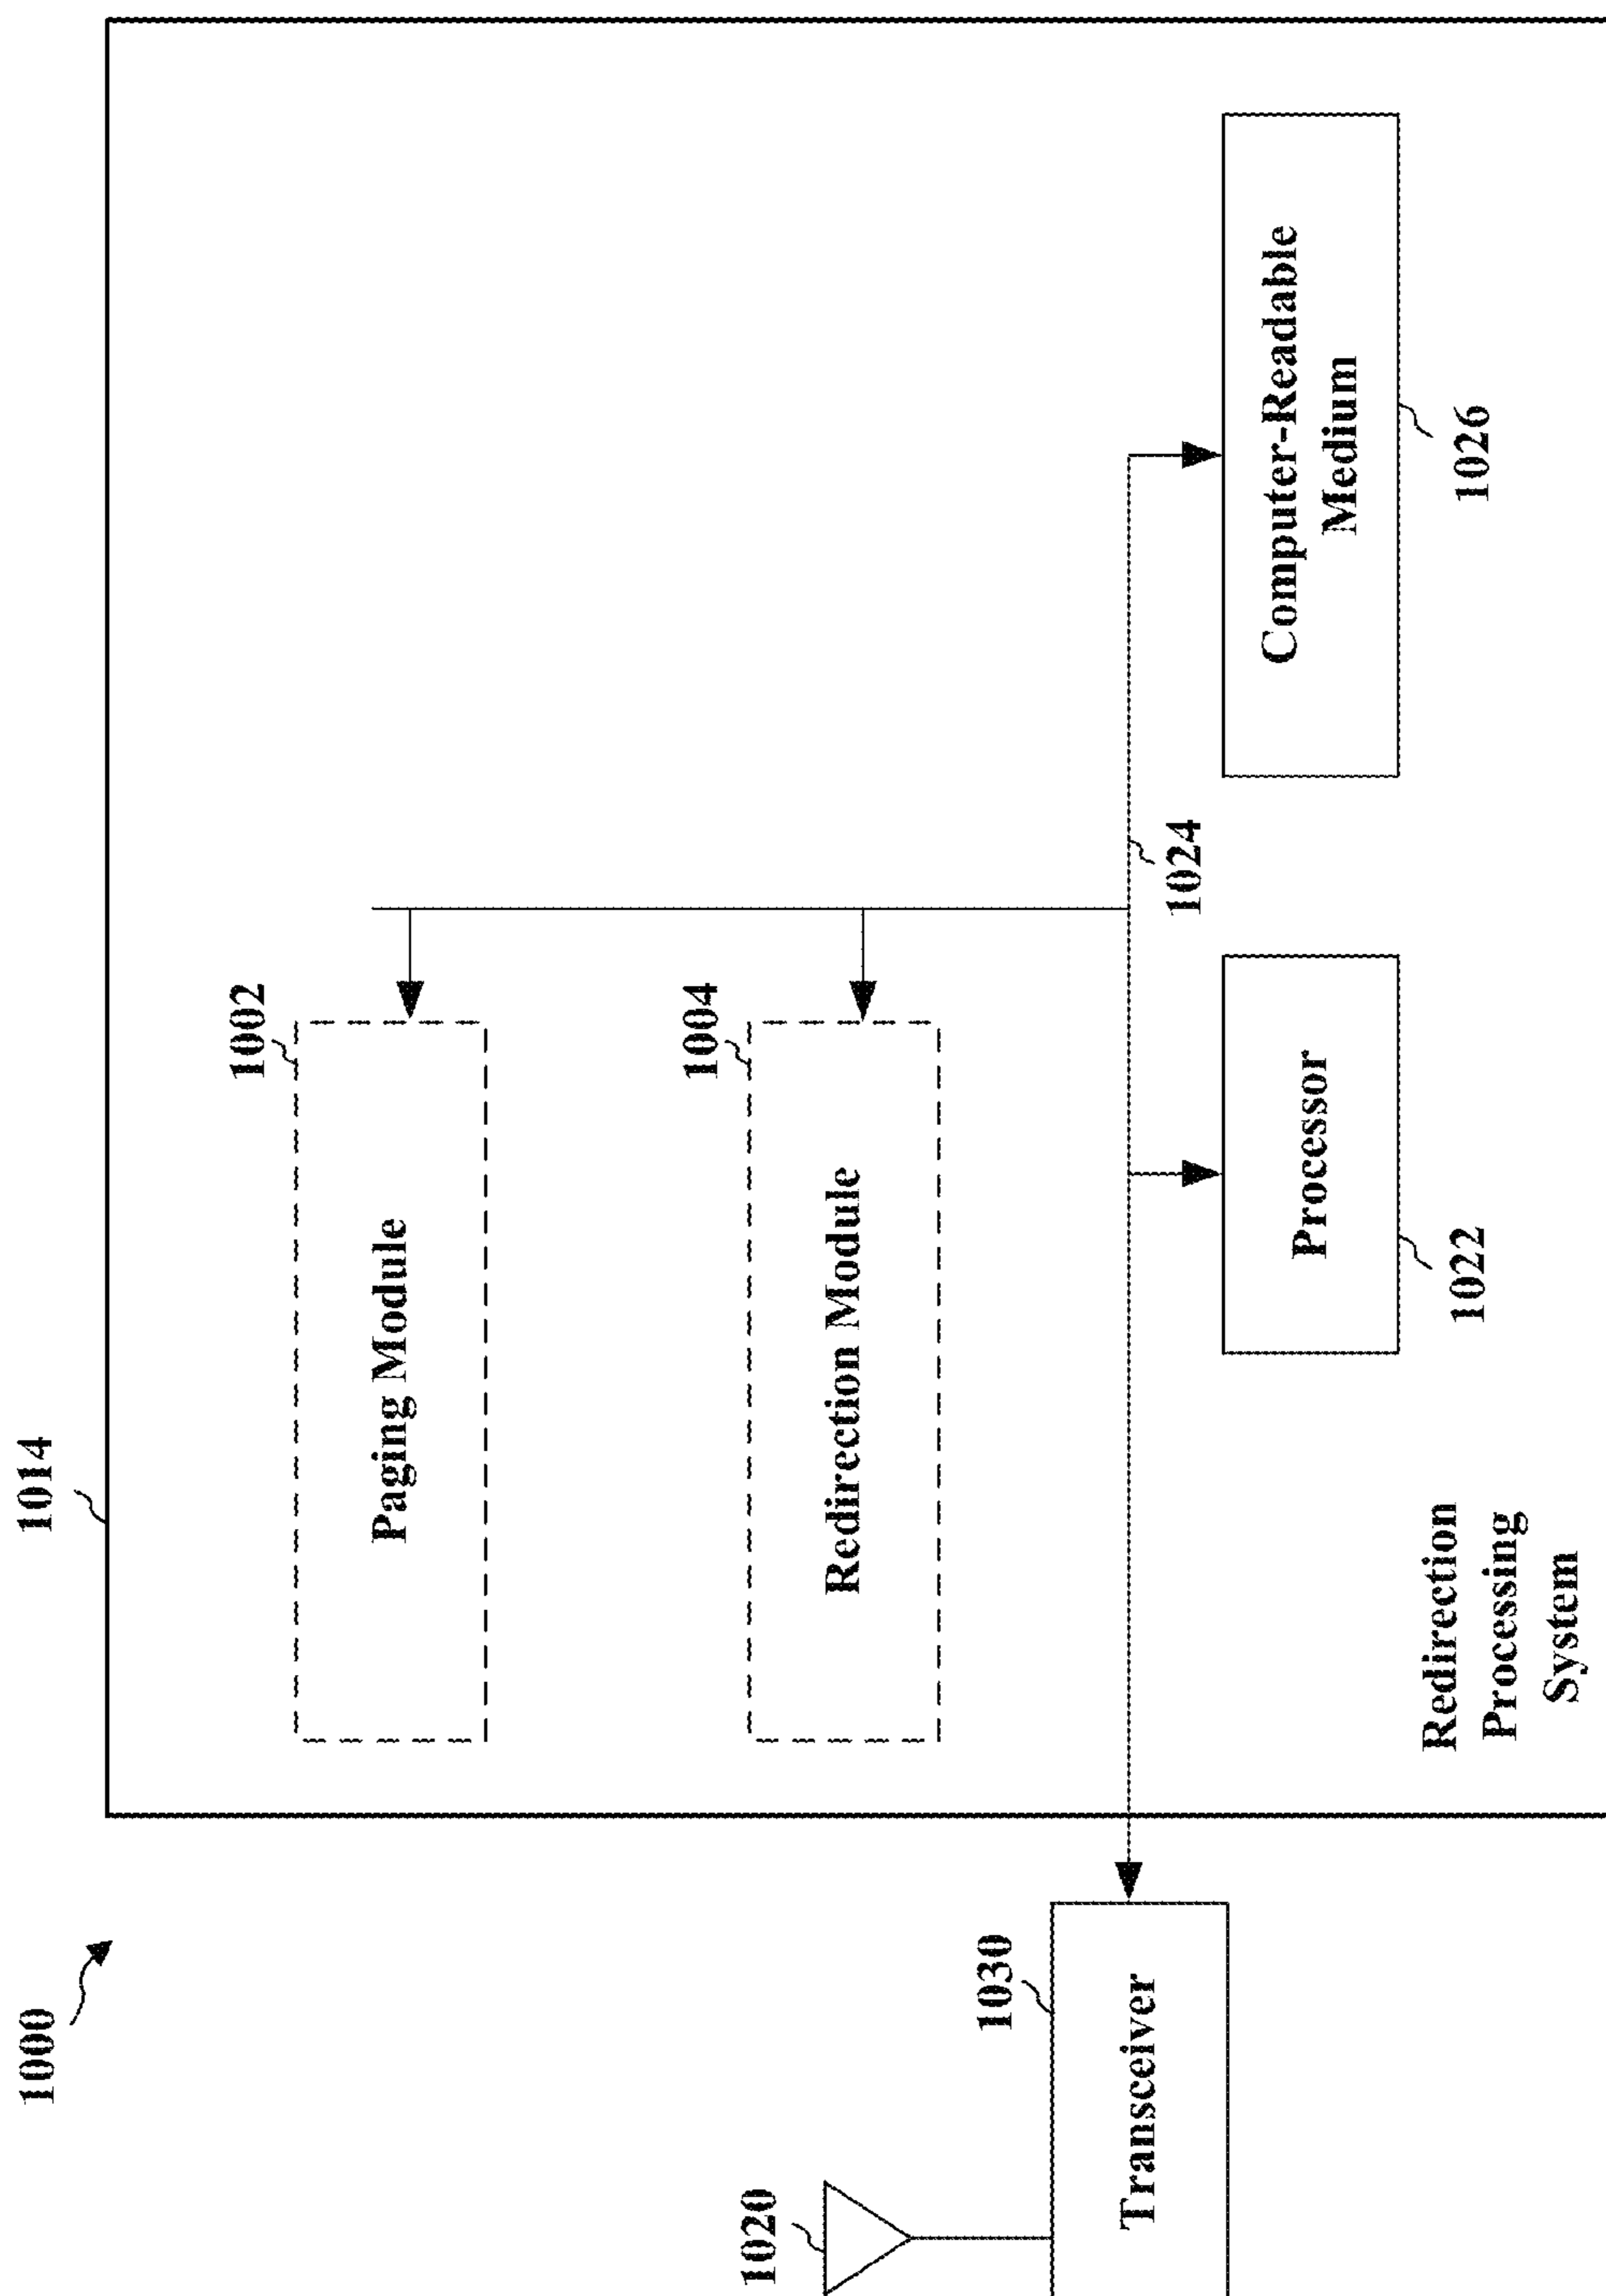 1000
1014
1002
Paging Module
1004
Redirection Module
1020
1030
Transceiver
1024
Processor
1022
Computer-Readable
Medium
1026
Redirection
Processing
System